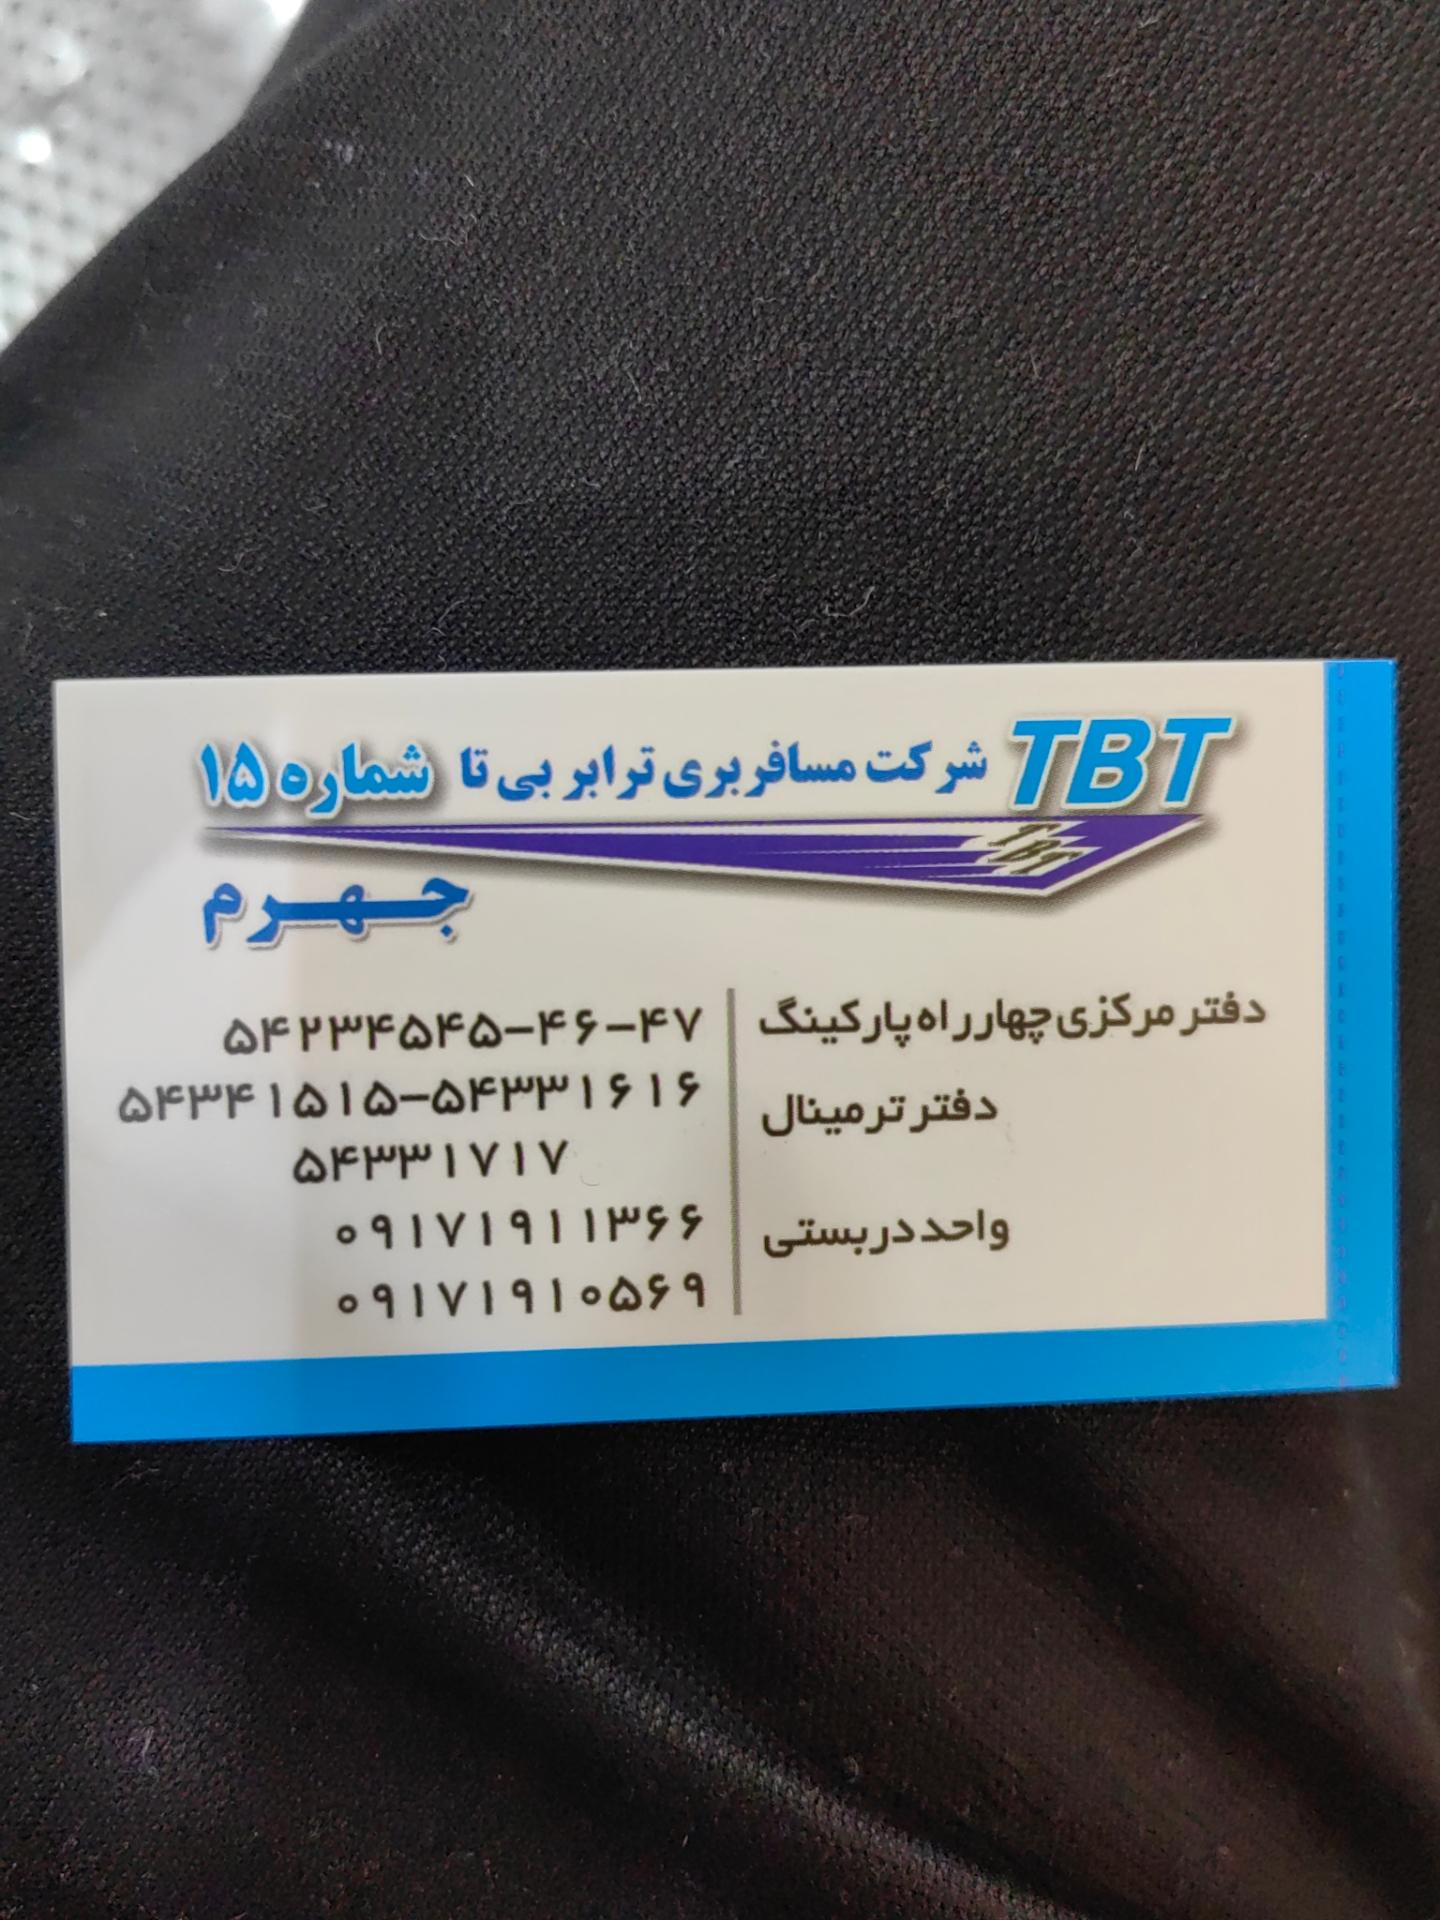 TBT شرکت مسافربری ترابر بی تا شماره ۱۵
TBT
جهرم
دفتر مرکزی چهارراه پارکینگ ۵۴۲۳۴۵۴۵-۴۶-۴۷
دفتر ترمینال ۵۴۳۴۱۵۱۵-۵۴۳۳۱۶۱۶
۵۴۳۳۱۷۱۷
واحد دربستی ۰۹۱۷۱۹۱۱۳۶۶
۰۹۱۷۱۹۱۰۵۶۹